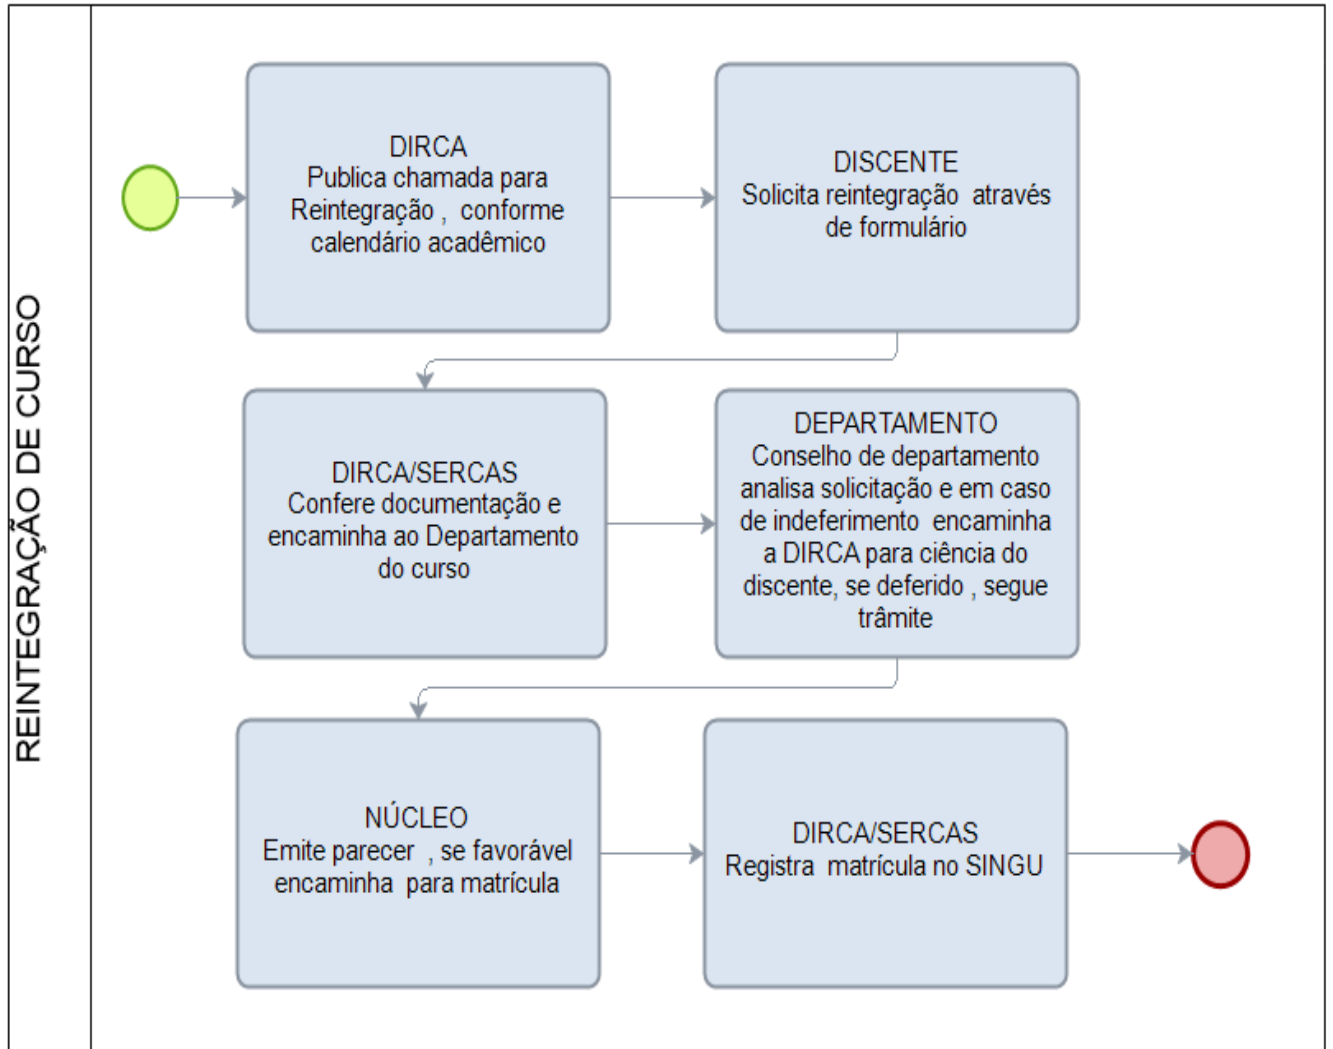 REINTEGRAÇÃO DE CURSO
DIRCA
Publica chamada para
Reintegração , conforme
calendário acadêmico
DISCENTE
Solicita reintegração através
de formulário
DIRCA/SERCAS
Confere documentação e
encaminha ao Departamento
do curso
DEPARTAMENTO
Conselho de departamento
analisa solicitação e em caso
de indeferimento encaminha
a DIRCA para ciência do
discente, se deferido , segue
trâmite
NÚCLEO
Emite parecer , se favorável
encaminha para matrícula
DIRCA/SERCAS
Registra matrícula no SINGU